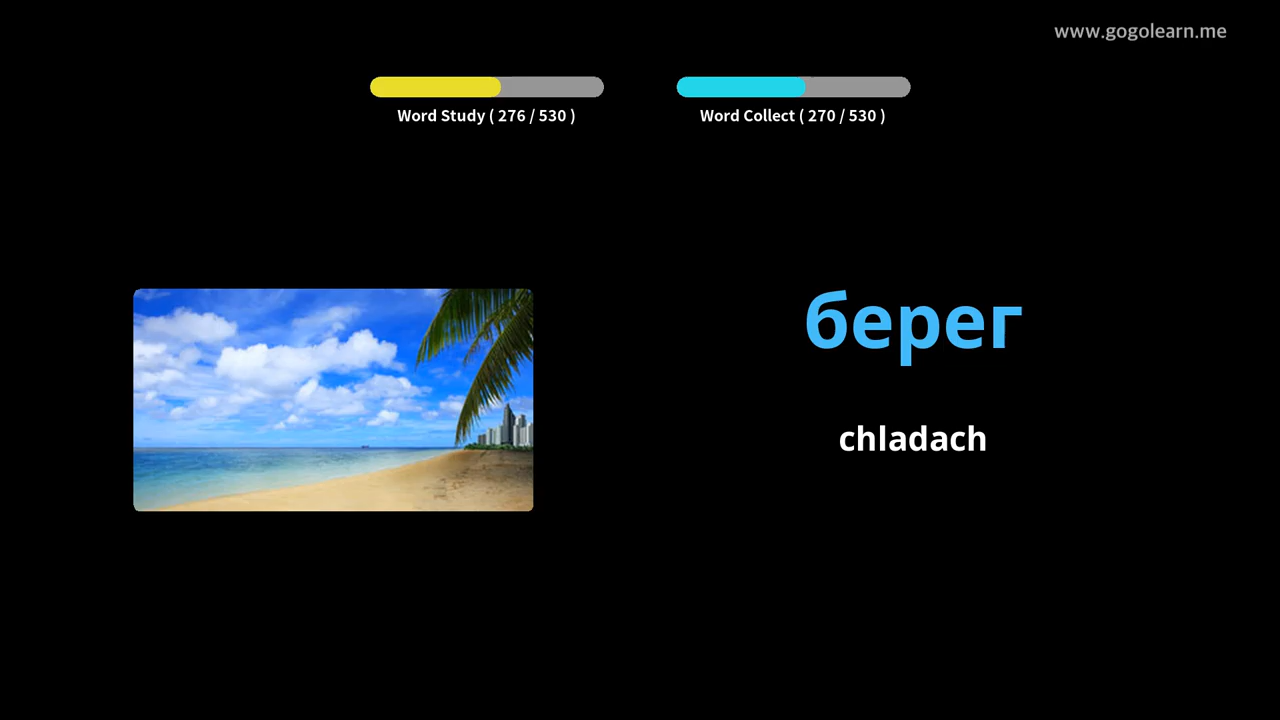 www.gogolearn.me
Word Study ( 276 / 530 )
Word Collect ( 270 / 530 )
берег
chladach